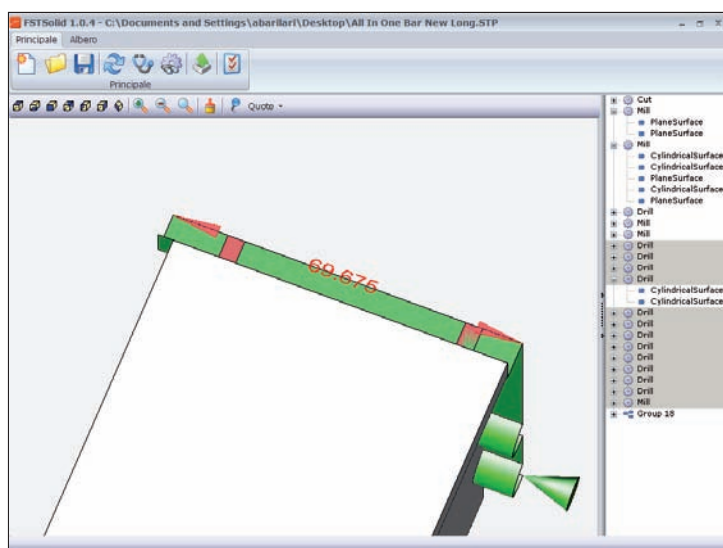 FSTSolid 1.0.4 - C:\Documents and Settings\abarilari\Desktop\All In One Bar New Long.STP
Principale Albero
Principale
Quote
Cut
Mill
PlaneSurface
PlaneSurface
Mill
CylindricalSurface
CylindricalSurface
PlaneSurface
CylindricalSurface
PlaneSurface
Drill
Mill
Mill
Drill
Drill
Drill
Drill
CylindricalSurface
CylindricalSurface
Drill
Drill
Drill
Drill
Drill
Drill
Drill
Drill
Mill
Group 18
69.675